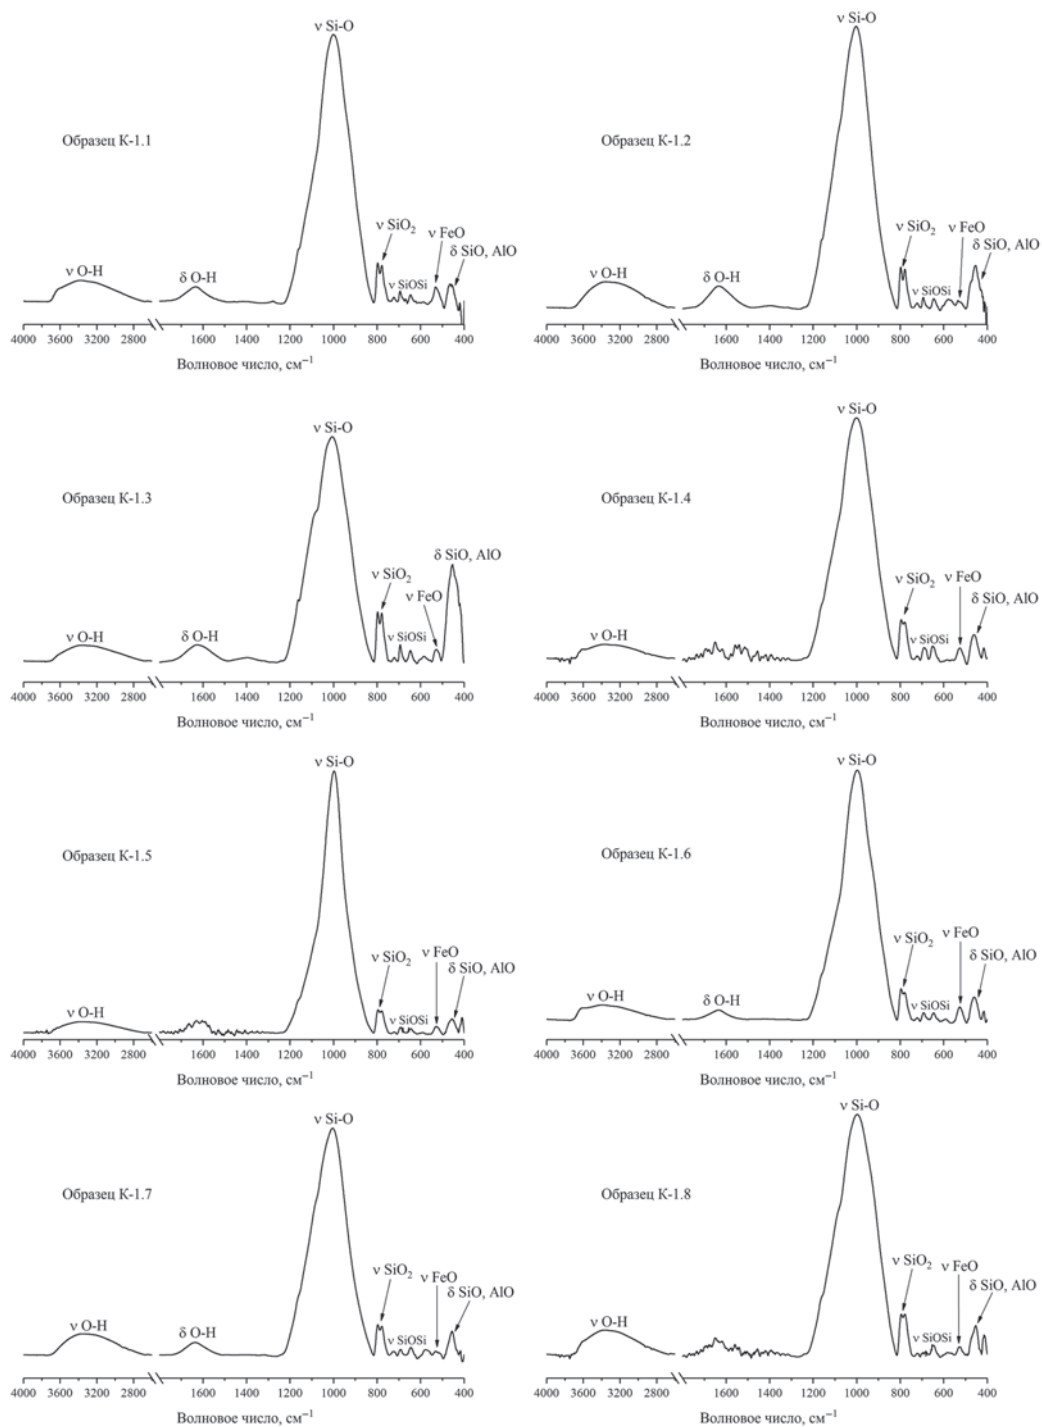 ν Si-O
Образец К-1.1
ν SiO₂
ν FeO
δ SiO, AlO
ν O-H
δ O-H
ν SiOSi
4000 3600 3200 2800 1600 1400 1200 1000 800 600 400
Волновое число, см⁻¹
ν Si-O
Образец К-1.2
ν SiO₂
ν FeO
δ SiO, AlO
ν O-H
δ O-H
ν SiOSi
4000 3600 3200 2800 1600 1400 1200 1000 800 600 400
Волновое число, см⁻¹
ν Si-O
Образец К-1.3
δ SiO, AlO
ν SiO₂
ν FeO
ν O-H
δ O-H
ν SiOSi
4000 3600 3200 2800 1600 1400 1200 1000 800 600 400
Волновое число, см⁻¹
ν Si-O
Образец К-1.4
ν SiO₂
ν FeO
δ SiO, AlO
ν O-H
ν SiOSi
4000 3600 3200 2800 1600 1400 1200 1000 800 600 400
Волновое число, см⁻¹
ν Si-O
Образец К-1.5
ν SiO₂
ν FeO
δ SiO, AlO
ν O-H
ν SiOSi
4000 3600 3200 2800 1600 1400 1200 1000 800 600 400
Волновое число, см⁻¹
ν Si-O
Образец К-1.6
ν SiO₂
ν FeO
δ SiO, AlO
ν O-H
δ O-H
ν SiOSi
4000 3600 3200 2800 1600 1400 1200 1000 800 600 400
Волновое число, см⁻¹
ν Si-O
Образец К-1.7
ν SiO₂
ν FeO
δ SiO, AlO
ν O-H
δ O-H
ν SiOSi
4000 3600 3200 2800 1600 1400 1200 1000 800 600 400
Волновое число, см⁻¹
ν Si-O
Образец К-1.8
ν SiO₂
ν FeO
δ SiO, AlO
ν O-H
ν SiOSi
4000 3600 3200 2800 1600 1400 1200 1000 800 600 400
Волновое число, см⁻¹